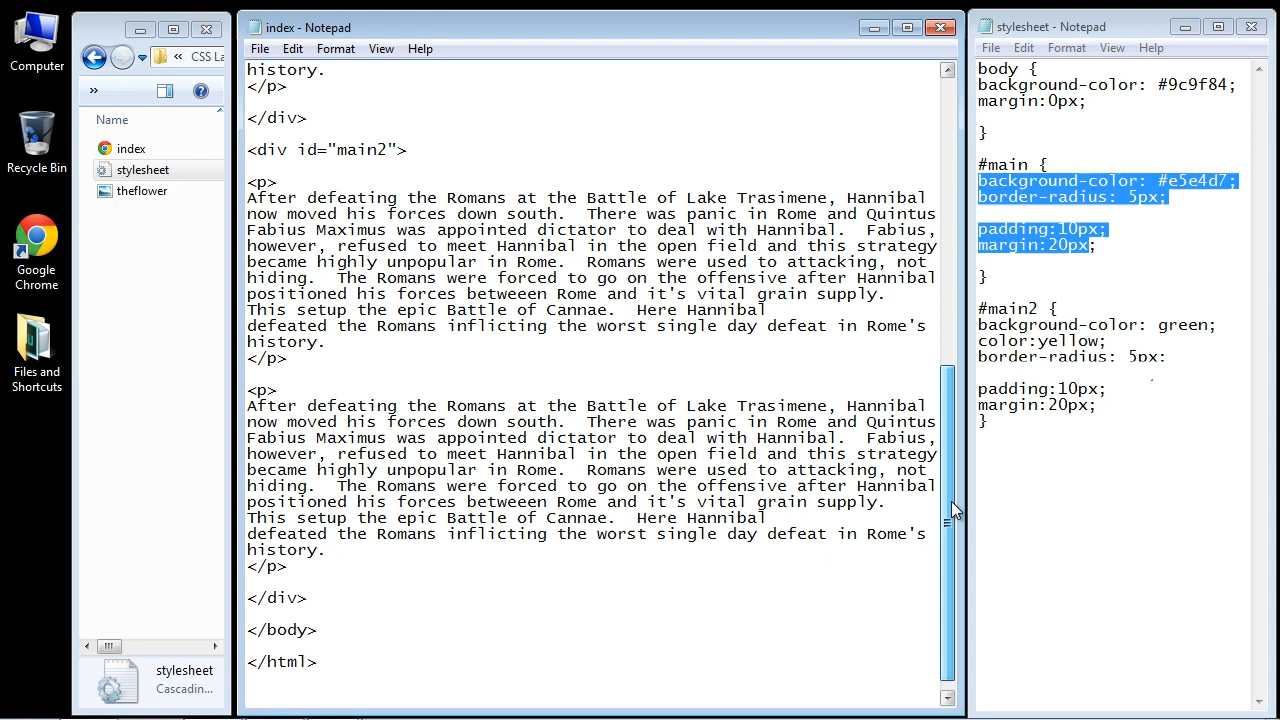 Computer
Recycle Bin
Google
Chrome
Files and
Shortcuts
« CSS La
»
Name
index
stylesheet
theflower
stylesheet
Cascadin...
index - Notepad
File Edit Format View Help
history.
</p>
</div>
<div id="main2">
<p>
After defeating the Romans at the Battle of Lake Trasimene, Hannibal
now moved his forces down south.  There was panic in Rome and Quintus
Fabius Maximus was appointed dictator to deal with Hannibal.  Fabius,
however, refused to meet Hannibal in the open field and this strategy
became highly unpopular in Rome.  Romans were used to attacking, not
hiding.  The Romans were forced to go on the offensive after Hannibal
positioned his forces betweeen Rome and it's vital grain supply.
This setup the epic Battle of Cannae.  Here Hannibal
defeated the Romans inflicting the worst single day defeat in Rome's
history.
</p>
<p>
After defeating the Romans at the Battle of Lake Trasimene, Hannibal
now moved his forces down south.  There was panic in Rome and Quintus
Fabius Maximus was appointed dictator to deal with Hannibal.  Fabius,
however, refused to meet Hannibal in the open field and this strategy
became highly unpopular in Rome.  Romans were used to attacking, not
hiding.  The Romans were forced to go on the offensive after Hannibal
positioned his forces betweeen Rome and it's vital grain supply.
This setup the epic Battle of Cannae.  Here Hannibal
defeated the Romans inflicting the worst single day defeat in Rome's
history.
</p>
</div>
</body>
</html>
stylesheet - Notepad
File Edit Format View Help
body {
background-color: #9c9f84;
margin:0px;
}
#main {
background-color: #e5e4d7;
border-radius: 5px;
padding:10px;
margin:20px;
}
#main2 {
background-color: green;
color:yellow;
border-radius: 5px;
padding:10px;
margin:20px;
}